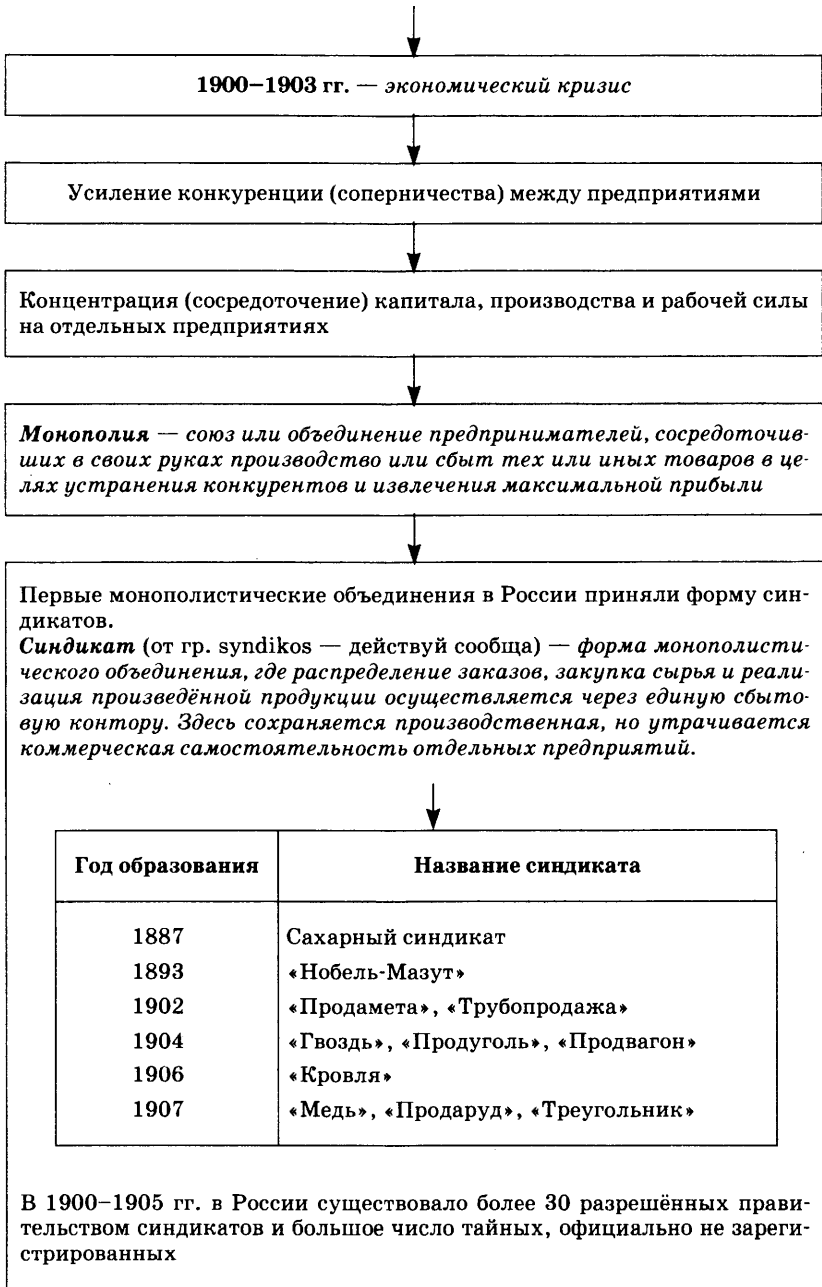 1900–1903 гг. — экономический кризис
Усиление конкуренции (соперничества) между предприятиями
Концентрация (сосредоточение) капитала, производства и рабочей силы
на отдельных предприятиях
Монополия — союз или объединение предпринимателей, сосредоточив-
ших в своих руках производство или сбыт тех или иных товаров в це-
лях устранения конкурентов и извлечения максимальной прибыли
Первые монополистические объединения в России приняли форму син-
дикатов.
Синдикат (от гр. syndikos — действуй сообща) — форма монополисти-
ческого объединения, где распределение заказов, закупка сырья и реали-
зация произведённой продукции осуществляется через единую сбыто-
вую контору. Здесь сохраняется производственная, но утрачивается
коммерческая самостоятельность отдельных предприятий.
Год образования Название синдиката
1887 Сахарный синдикат
1893 «Нобель-Мазут»
1902 «Продамета», «Трубопродажа»
1904 «Гвоздь», «Продуголь», «Продвагон»
1906 «Кровля»
1907 «Медь», «Продаруд», «Треугольник»
В 1900–1905 гг. в России существовало более 30 разрешённых прави-
тельством синдикатов и большое число тайных, официально не зареги-
стрированных